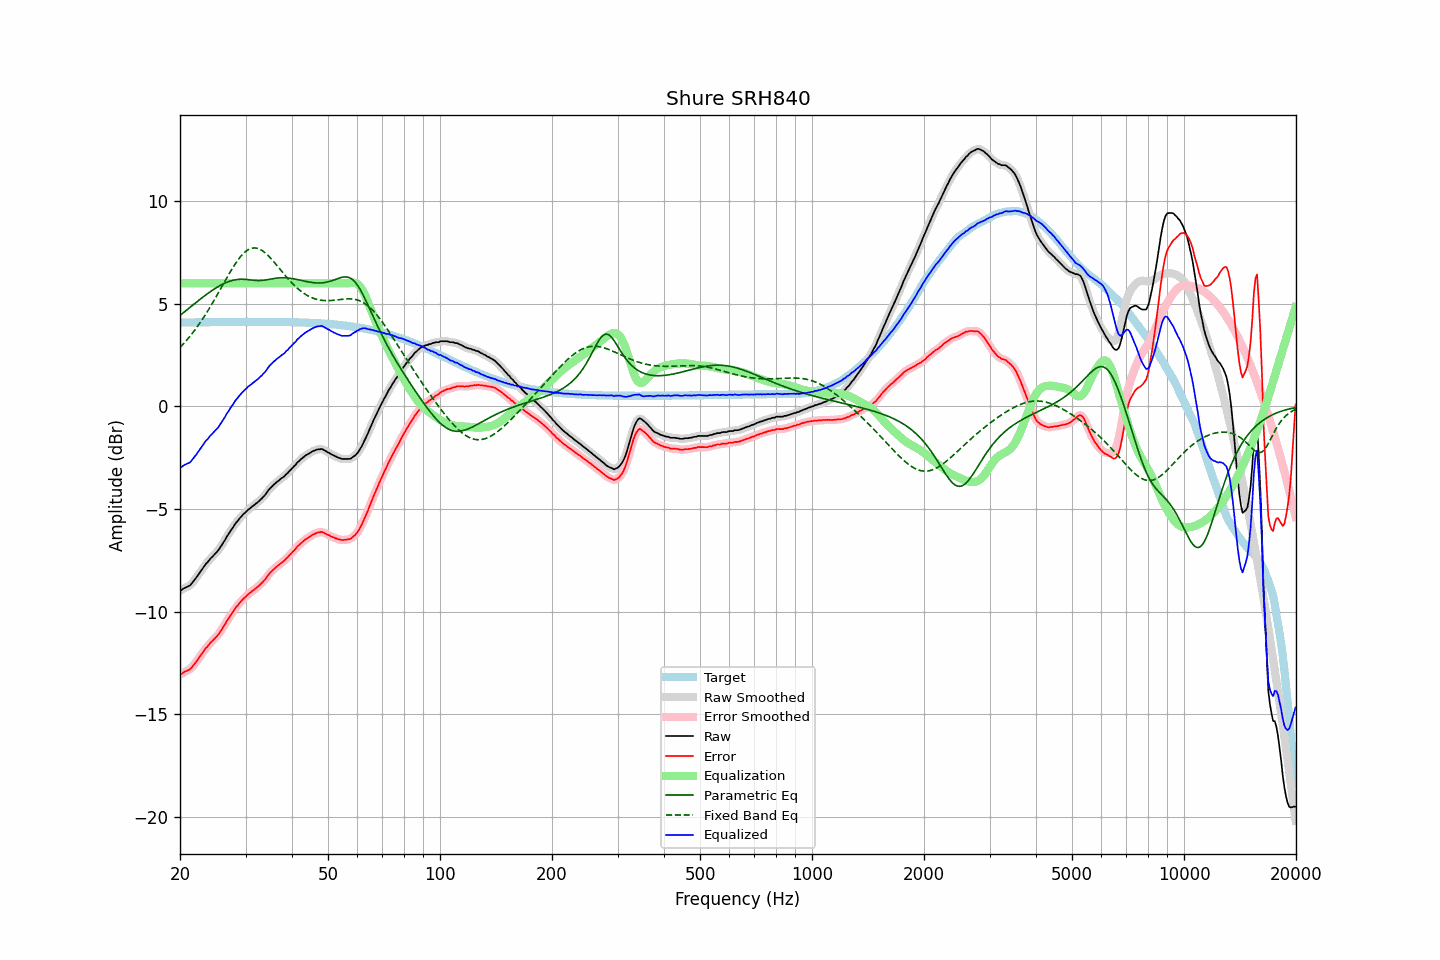 Shure SRH840
Amplitude (dBr)
10
5
0
−5
−10
−15
−20
Target
Raw Smoothed
Error Smoothed
Raw
Error
Equalization
Parametric Eq
Fixed Band Eq
Equalized
20 50 100 200 500 1000 2000 5000 10000 20000
Frequency (Hz)